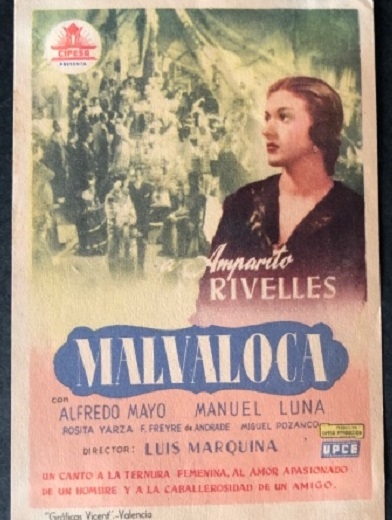 CIFESA
PRESENTA
a Amparito
RIVELLES
MALVALOCA
con
ALFREDO MAYO MANUEL LUNA
ROSITA YARZA F. FREYRE de ANDRADE MIGUEL POZANCO
UPCE
DIRECTOR: LUIS MARQUINA
UN CANTO A LA TERNURA FEMENINA, AL AMOR APASIONADO
DE UN HOMBRE Y A LA CABALLEROSIDAD DE UN AMIGO.
"Gráficas Vicent".-Valencia